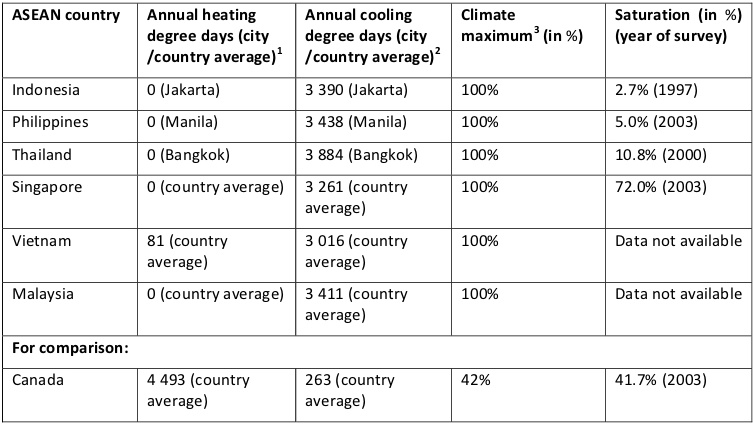 ASEAN country Annual heating Annual cooling Climate Saturation (in %)
degree days (city degree days (city maximum³ (in %) (year of survey)
/country average)¹ /country average)²
Indonesia 0 (Jakarta) 3 390 (Jakarta) 100% 2.7% (1997)
Philippines 0 (Manila) 3 438 (Manila) 100% 5.0% (2003)
Thailand 0 (Bangkok) 3 884 (Bangkok) 100% 10.8% (2000)
Singapore 0 (country average) 3 261 (country 100% 72.0% (2003)
average)
Vietnam 81 (country 3 016 (country 100% Data not available
average) average)
Malaysia 0 (country average) 3 411 (country 100% Data not available
average)
For comparison:
Canada 4 493 (country 263 (country 42% 41.7% (2003)
average) average)